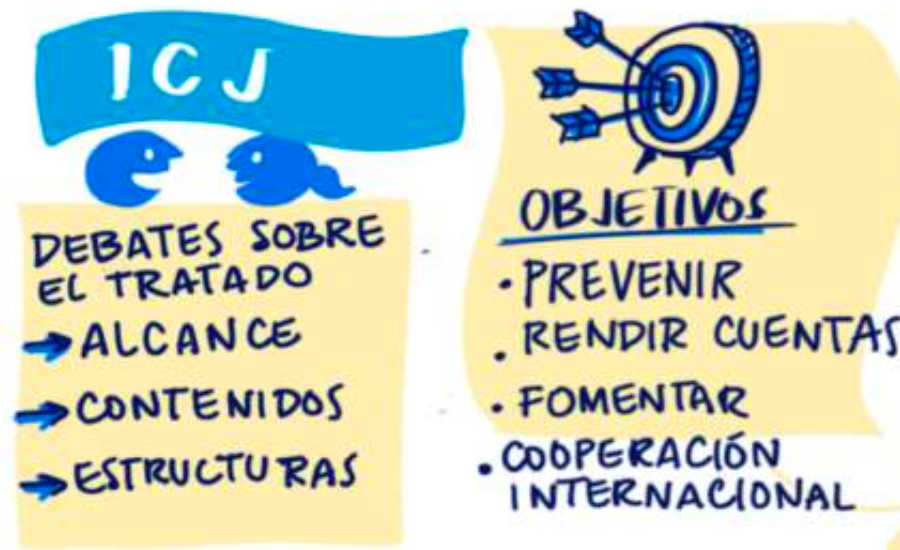 ICJ
DEBATES SOBRE
EL TRATADO
ALCANCE
CONTENIDOS
ESTRUCTURAS
OBJETIVOS
· PREVENIR
· RENDIR CUENTAS
· FOMENTAR
· COOPERACIÓN
INTERNACIONAL